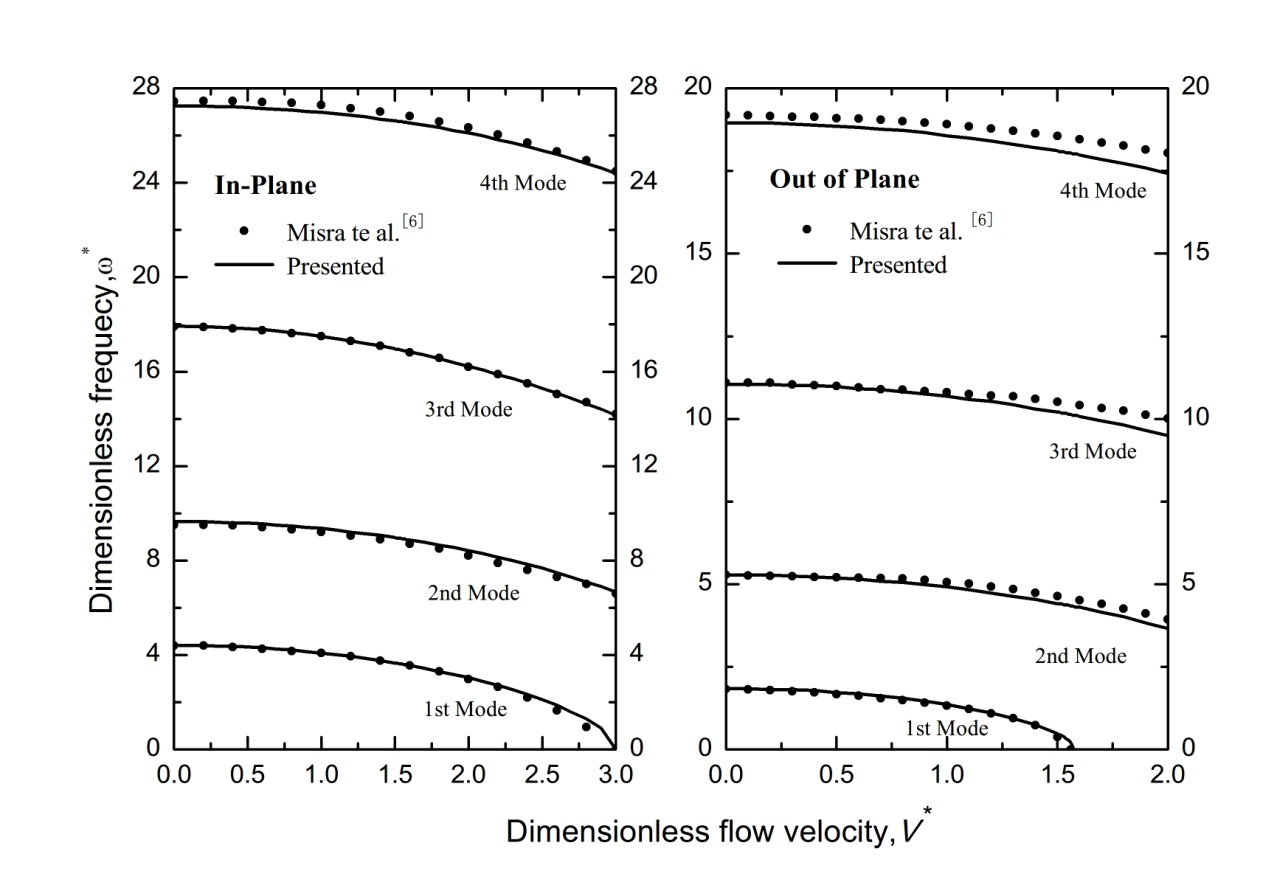 28
24
20
16
12
8
4
0
Dimensionless frequecy,ω*
In-Plane
Misra te al.[6]
Presented
4th Mode
3rd Mode
2nd Mode
1st Mode
28
24
20
16
12
8
4
0
0.0 0.5 1.0 1.5 2.0 2.5 3.0
20
15
10
5
0
Out of Plane
Misra te al. [6]
Presented
4th Mode
3rd Mode
2nd Mode
1st Mode
20
15
10
5
0
0.0 0.5 1.0 1.5 2.0
Dimensionless flow velocity,V*